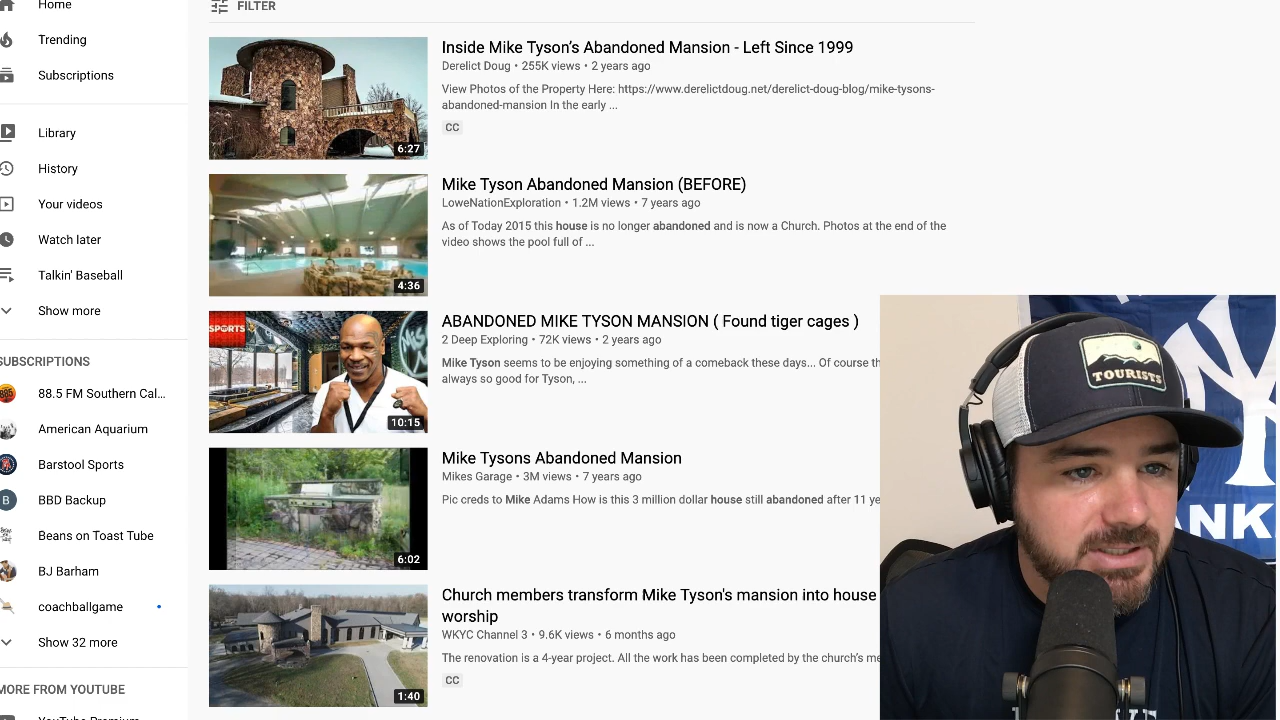 Home
Trending
Subscriptions
Library
History
Your videos
Watch later
Talkin' Baseball
Show more
SUBSCRIPTIONS
88.5 FM Southern Cal...
American Aquarium
Barstool Sports
B
BBD Backup
Beans on Toast Tube
BJ Barham
coachballgame
Show 32 more
MORE FROM YOUTUBE
YouTube Premium
FILTER
6:27
Inside Mike Tyson's Abandoned Mansion - Left Since 1999
Derelict Doug • 255K views • 2 years ago
View Photos of the Property Here: https://www.derelictdoug.net/derelict-doug-blog/mike-tysons-
abandoned-mansion In the early ...
CC
4:36
Mike Tyson Abandoned Mansion (BEFORE)
LoweNationExploration • 1.2M views • 7 years ago
As of Today 2015 this house is no longer abandoned and is now a Church. Photos at the end of the
video shows the pool full of ...
SPORTS
10:15
ABANDONED MIKE TYSON MANSION ( Found tiger cages )
2 Deep Exploring • 72K views • 2 years ago
Mike Tyson seems to be enjoying something of a comeback these days... Of course th
always so good for Tyson, ...
6:02
Mike Tysons Abandoned Mansion
Mikes Garage • 3M views • 7 years ago
Pic creds to Mike Adams How is this 3 million dollar house still abandoned after 11 ye
1:40
Church members transform Mike Tyson's mansion into house
worship
WKYC Channel 3 • 9.6K views • 6 months ago
The renovation is a 4-year project. All the work has been completed by the church's me
CC
TOURISTS
NK